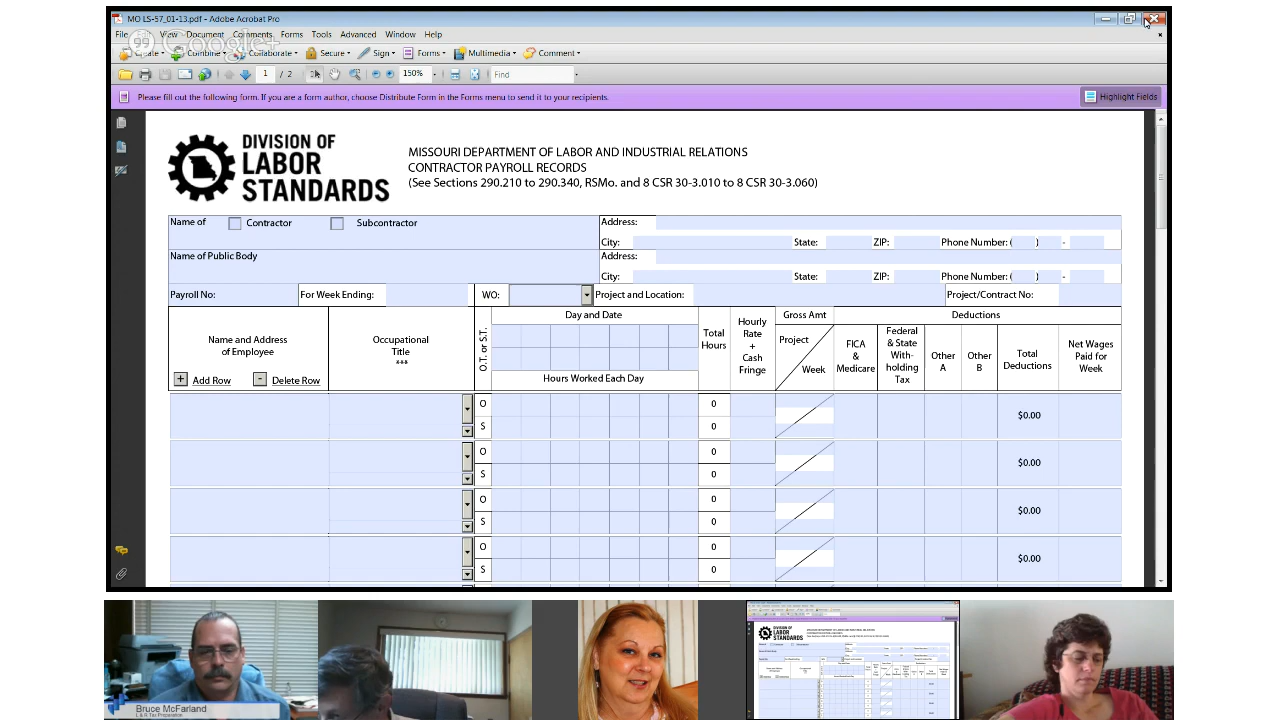 MO LS-57_01-13.pdf - Adobe Acrobat Pro
File Edit View Document Comments Forms Tools Advanced Window Help
Google+
Create Combine Collaborate Secure Sign Forms Multimedia Comment
1 / 2 150% Find
Please fill out the following form. If you are a form author, choose Distribute Form in the Forms menu to send it to your recipients. Highlight Fields
DIVISION OF
LABOR
STANDARDS
MISSOURI DEPARTMENT OF LABOR AND INDUSTRIAL RELATIONS
CONTRACTOR PAYROLL RECORDS
(See Sections 290.210 to 290.340, RSMo. and 8 CSR 30-3.010 to 8 CSR 30-3.060)
Name of Contractor Subcontractor Address:
City: State: ZIP: Phone Number: ( ) -
Name of Public Body Address:
City: State: ZIP: Phone Number: ( ) -
Payroll No: For Week Ending: WO: Project and Location: Project/Contract No:
Name and Address
of Employee
+ Add Row - Delete Row
Occupational
Title
***
O.T. or S.T.
Day and Date
Hours Worked Each Day
Total
Hours
Hourly
Rate
+
Cash
Fringe
Gross Amt
Project
Week
Deductions
FICA
&
Medicare
Federal
& State
With-
holding
Tax
Other
A
Other
B
Total
Deductions
Net Wages
Paid for
Week
O 0
S 0
$0.00
O 0
S 0
$0.00
O 0
S 0
$0.00
O 0
S 0
$0.00
Bruce McFarland
L & R Tax Preparation
DIVISION OF
LABOR
STANDARDS